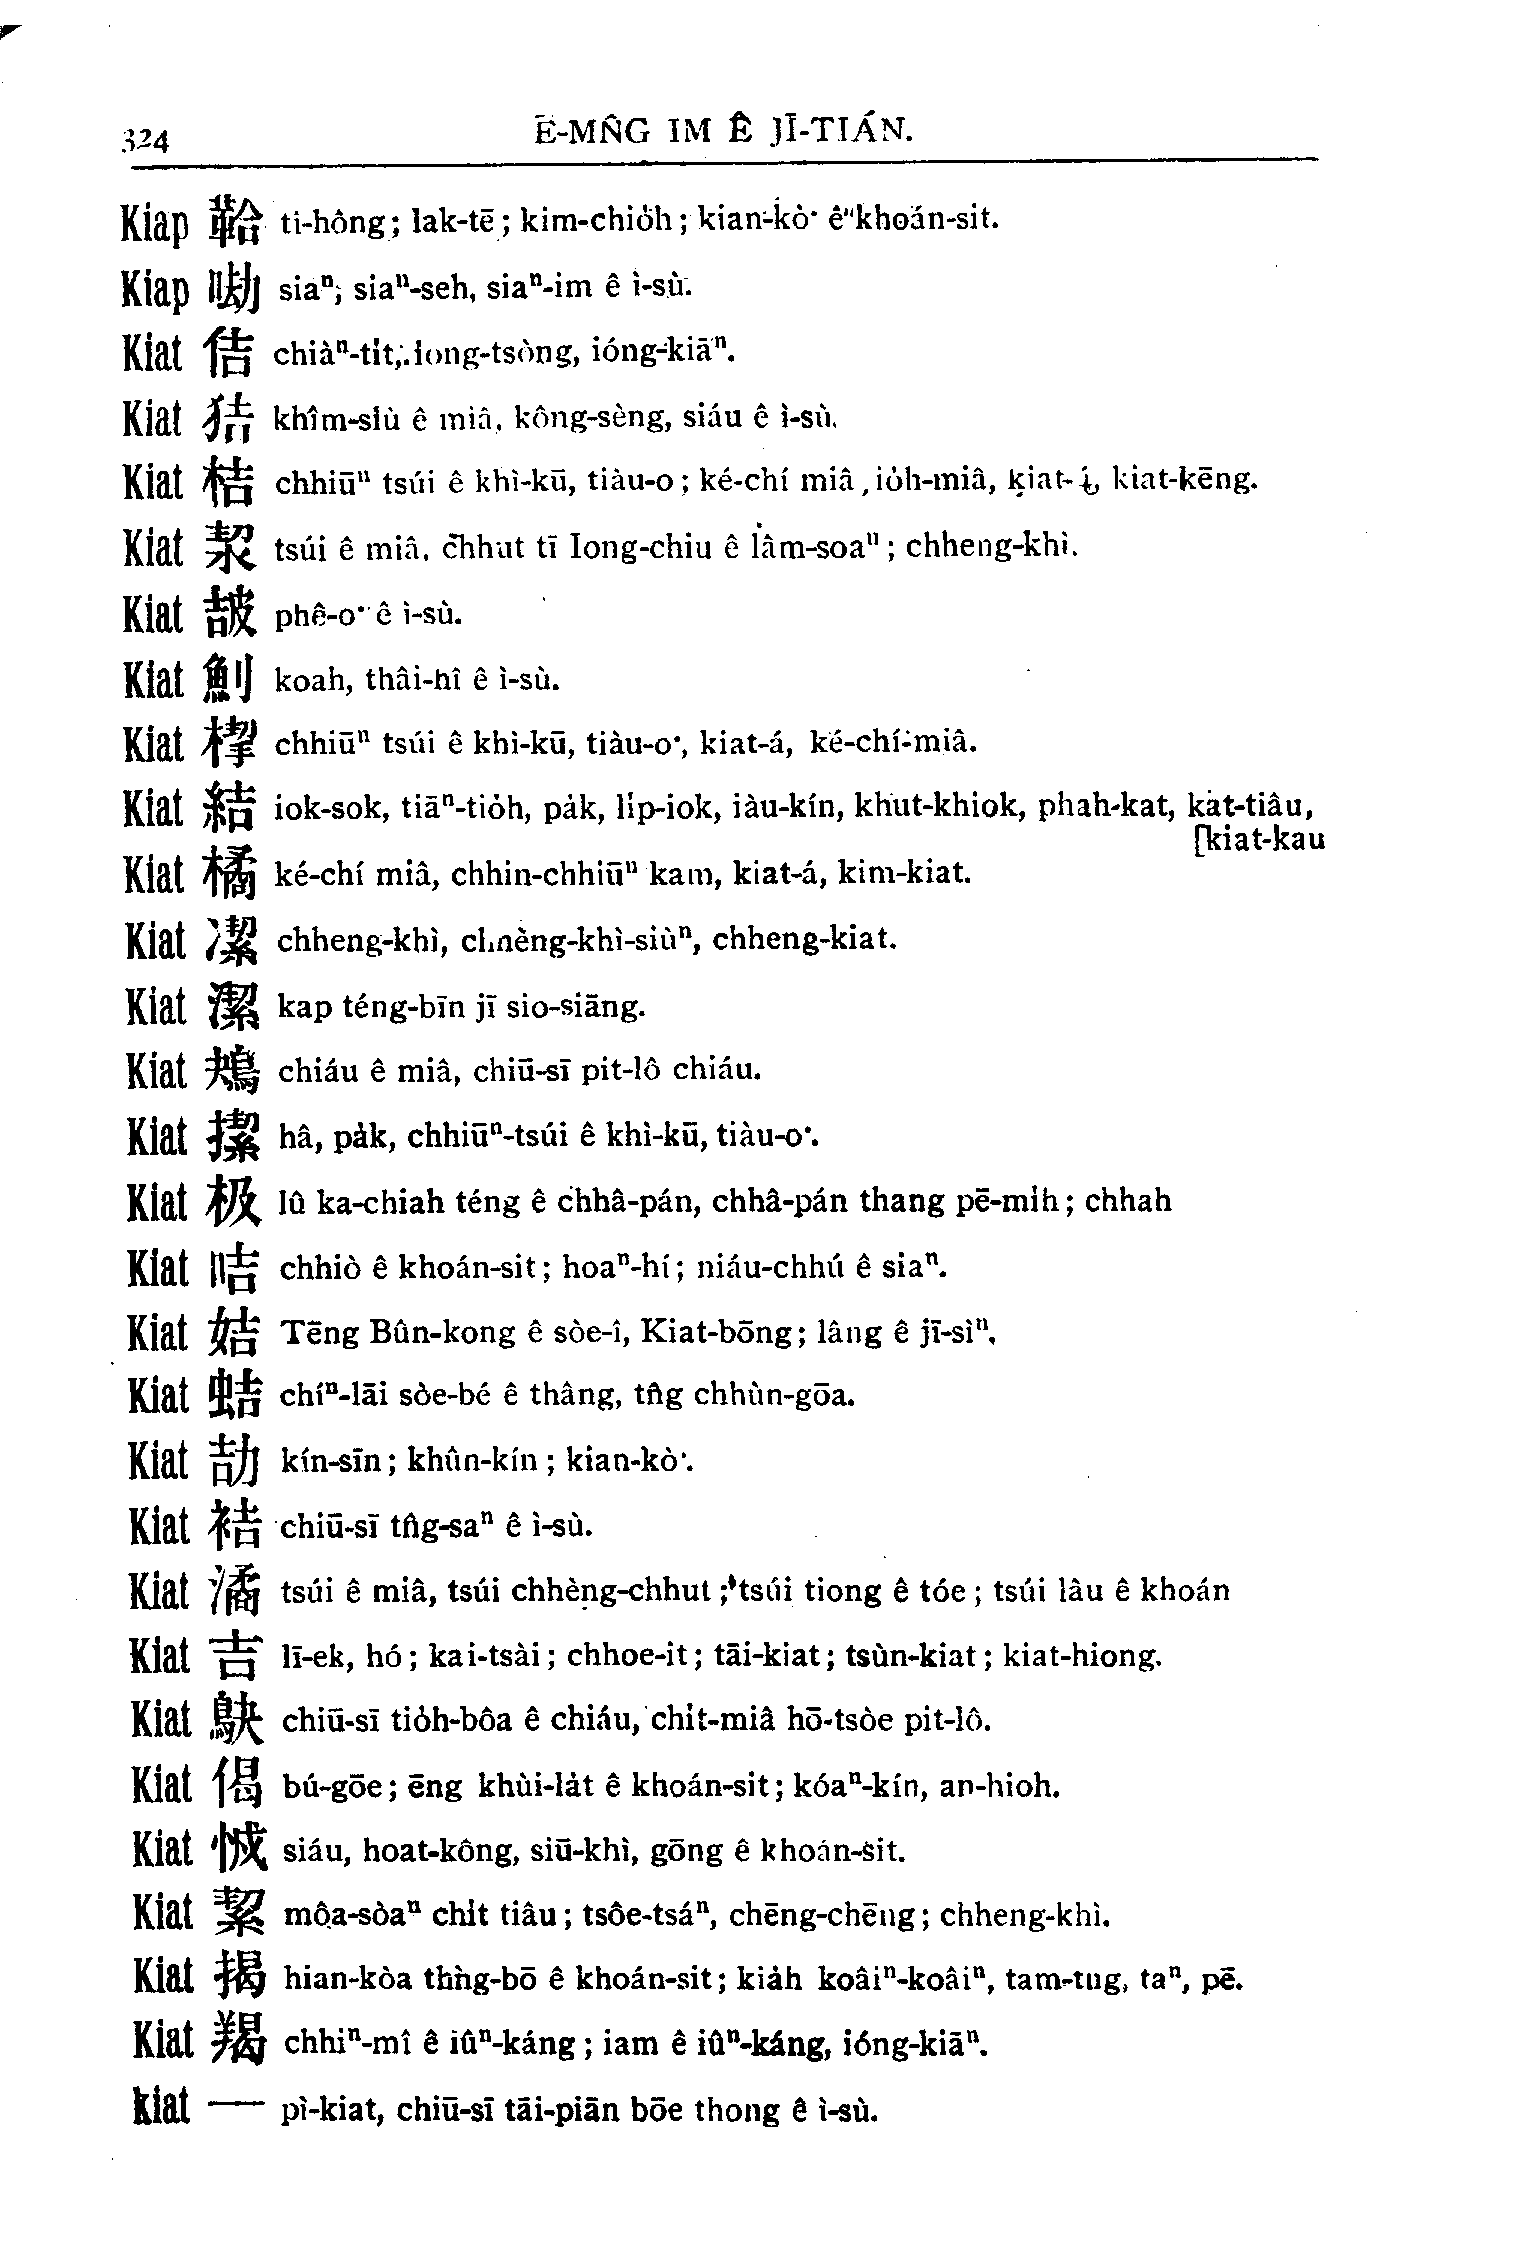 324 Ē-MN̂G IM Ê JĪ-TIÁN.
Kiap 鞈 ti-hông; lak-tē; kim-chio̍h; kian-kò͘ ê khoán-sit.
Kiap siaⁿ; siaⁿ-seh, siaⁿ-im ê ì-sù.
Kiat 佶 chiàⁿ-ti̍t, iong-tsòng, ióng-kiāⁿ.
Kiat 狤 khîm-siù ê miâ, kông-sèng, siáu ê ì-sù.
Kiat 桔 chhiūⁿ tsúi ê khì-kū, tiàu-o; ké-chí miâ, io̍h-miâ, kiat- kiat-kēng.
Kiat tsúi ê miâ, chhut tī Iong-chiu ê lâm-soaⁿ; chheng-khì.
Kiat phê-o͘ ê ì-sù.
Kiat 魝 koah, thâi-hî ê ì-sù.
Kiat chhiūⁿ tsúi ê khì-kū, tiàu-o͘, kiat-á, ké-chí-miâ.
Kiat 結 iok-sok, tiāⁿ-tio̍h, pa̍k, li̍p-iok, iàu-kín, khut-khiok, phah-kat, kat-tiâu,
[kiat-kau
Kiat 橘 ké-chí miâ, chhin-chhiūⁿ kam, kiat-á, kim-kiat.
Kiat 㓗 chheng-khì, chhèng-khì-siùⁿ, chheng-kiat.
Kiat 潔 kap téng-bīn jī sio-siāng.
Kiat 鴶 chiáu ê miâ, chiū-sī pit-lô chiáu.
Kiat 擷 hâ, pa̍k, chhiūⁿ-tsúi ê khì-kū, tiàu-o͘.
Kiat 极 lû ka-chiah téng ê chhâ-pán, chhâ-pán thang pē-mih; chhah
Kiat 咭 chhiò ê khoán-sit; hoaⁿ-hí; niáu-chhú ê siaⁿ.
Kiat 姞 Tēng Bûn-kong ê sòe-î, Kiat-bōng; lâng ê jī-sìⁿ.
Kiat 蛣 chíⁿ-lāi sòe-bé ê thâng, tn̂g chhùn-gōa.
Kiat 劼 kín-sīn; khûn-kín; kian-kò͘.
Kiat 袺 chiū-sī tn̂g-saⁿ ê ì-sù.
Kiat 潏 tsúi ê miâ, tsúi chhèng-chhut; tsúi tiong ê tóe; tsúi lâu ê khoán
Kiat 吉 lī-ek, hó; kai-tsài; chhoe-it; tāi-kiat; tsùn-kiat; kiat-hiong.
Kiat 鴃 chiū-sī tio̍h-bôa ê chiáu, chi̍t-miâ hō-tsòe pit-lô.
Kiat 偈 bú-gōe; ēng khùi-la̍t ê khoán-sit; kóaⁿ-kín, an-hioh.
Kiat siáu, hoat-kông, siū-khì, gōng ê khoán-sit.
Kiat 絜 môa-sòaⁿ chi̍t tiâu; tsôe-tsáⁿ, chēng-chēng; chheng-khì.
Kiat 揭 hian-kòa thǹg-bō ê khoán-sit; kia̍h koâiⁿ-koâiⁿ, tam-tng, taⁿ, pē.
Kiat 羯 chhiⁿ-mî ê iûⁿ-káng; iam ê iûⁿ-káng, ióng-kiāⁿ.
kiat — pì-kiat, chiū-sī tāi-piān bōe thong ê ì-sù.